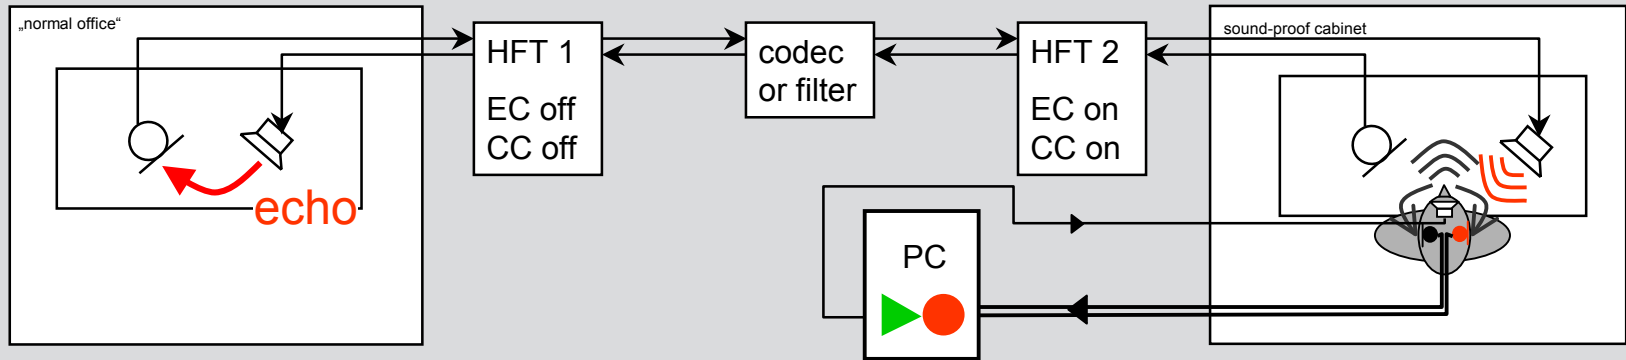 „normal office“
HFT 1
EC off
CC off
codec
or filter
HFT 2
EC on
CC on
sound-proof cabinet
echo
PC